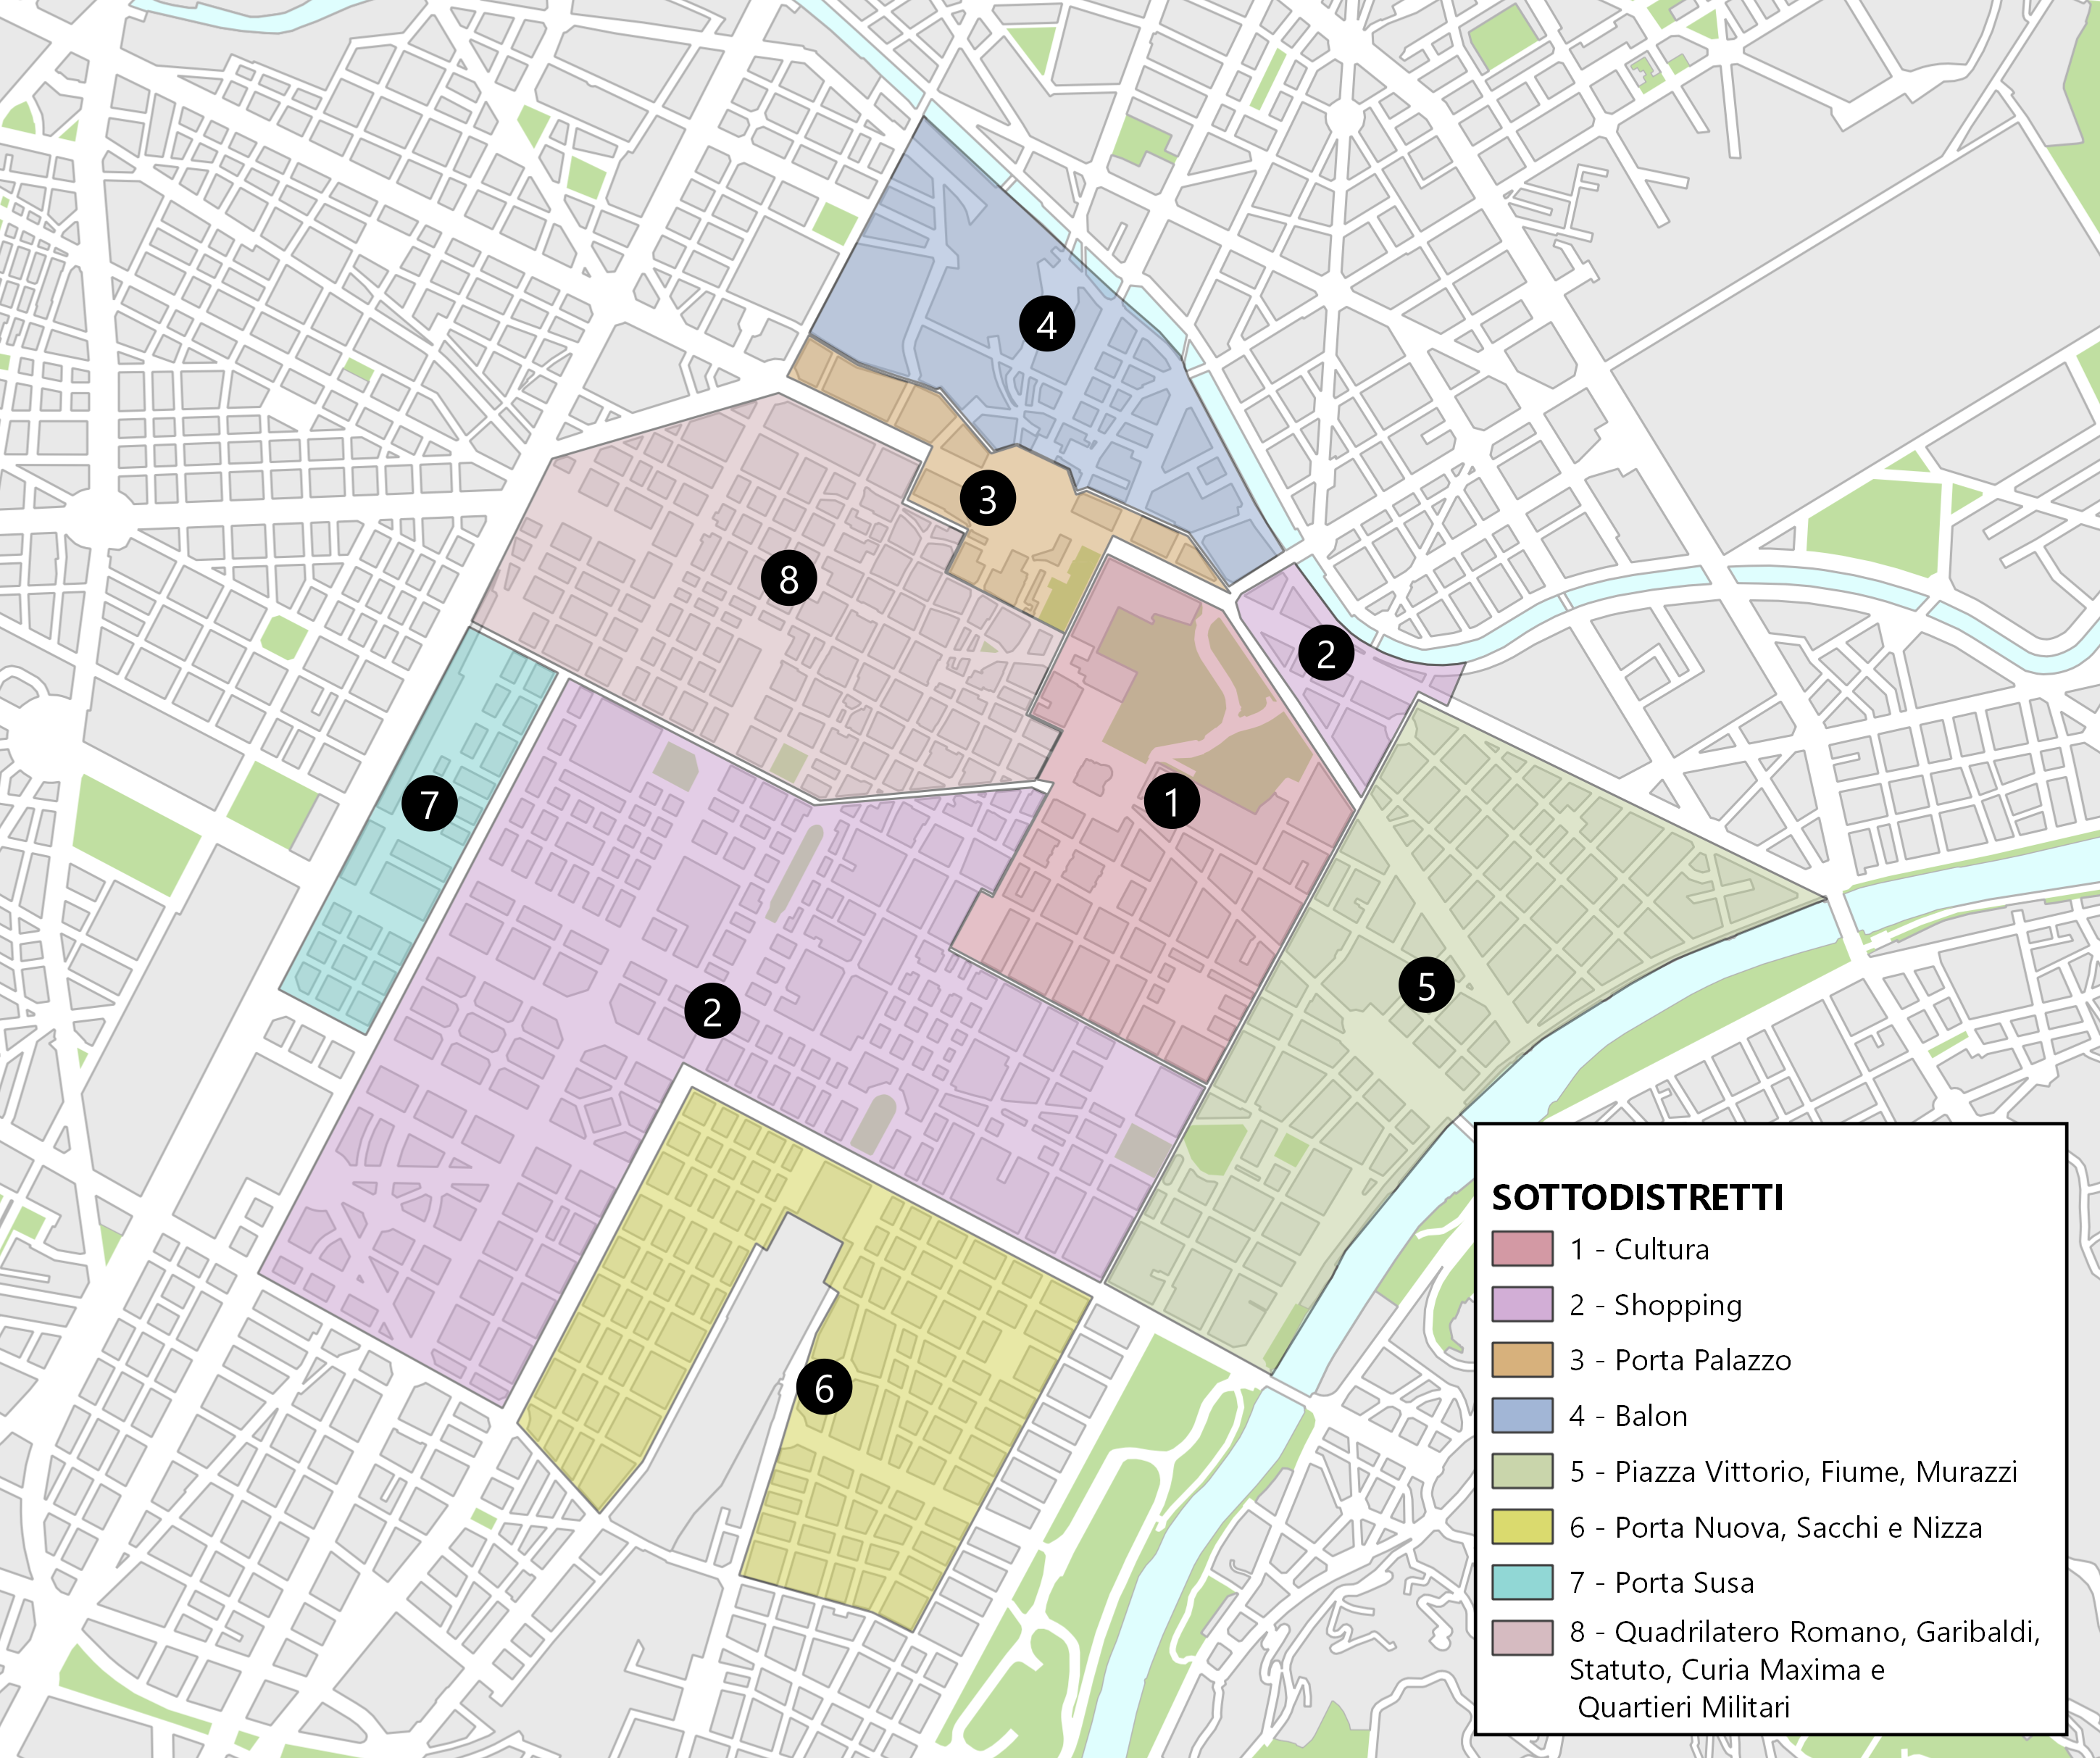 4
3
8
2
7
1
5
2
6
SOTTODISTRETTI
1 - Cultura
2 - Shopping
3 - Porta Palazzo
4 - Balon
5 - Piazza Vittorio, Fiume, Murazzi
6 - Porta Nuova, Sacchi e Nizza
7 - Porta Susa
8 - Quadrilatero Romano, Garibaldi,
Statuto, Curia Maxima e
Quartieri Militari